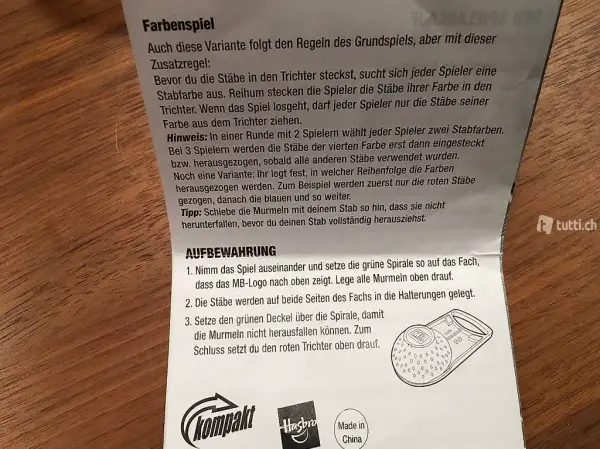 DER SPIELABLAUF
Farbenspiel
Auch diese Variante folgt den Regeln des Grundspiels, aber mit dieser
Zusatzregel:
Bevor du die Stäbe in den Trichter steckst, sucht sich jeder Spieler eine
Stabfarbe aus. Reihum stecken die Spieler die Stäbe ihrer Farbe in den
Trichter. Wenn das Spiel losgeht, darf jeder Spieler nur die Stäbe seiner
Farbe aus dem Trichter ziehen.
Hinweis: In einer Runde mit 2 Spielern wählt jeder Spieler zwei Stabfarben.
Bei 3 Spielern werden die Stäbe der vierten Farbe erst dann eingesteckt
bzw. herausgezogen, sobald alle anderen Stäbe verwendet wurden.
Noch eine Variante: Ihr legt fest, in welcher Reihenfolge die Farben
herausgezogen werden. Zum Beispiel werden zuerst nur die roten Stäbe
gezogen, danach die blauen und so weiter.
Tipp: Schiebe die Murmeln mit deinem Stab so hin, dass sie nicht
herunterfallen, bevor du deinen Stab vollständig herausziehst.
tutti.ch
AUFBEWAHRUNG
1. Nimm das Spiel auseinander und setze die grüne Spirale so auf das Fach,
dass das MB-Logo nach oben zeigt. Lege alle Murmeln oben drauf.
2. Die Stäbe werden auf beide Seiten des Fachs in die Halterungen gelegt.
3. Setze den grünen Deckel über die Spirale, damit
die Murmeln nicht herausfallen können. Zum
Schluss setzt du den roten Trichter oben drauf.
kompakt
Hasbro
Made in
China